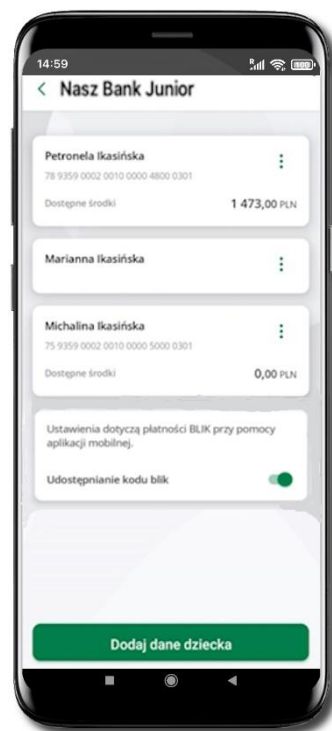 14:59
Nasz Bank Junior
Petronela Ikasińska
78 9359 0002 0010 0000 4800 0301
Dostępne środki 1 473,00 PLN
Marianna Ikasińska
Michalina Ikasińska
75 9359 0002 0010 0000 5000 0301
Dostępne środki 0,00 PLN
Ustawienia dotyczą płatności BLIK przy pomocy
aplikacji mobilnej.
Udostępnianie kodu blik
Dodaj dane dziecka